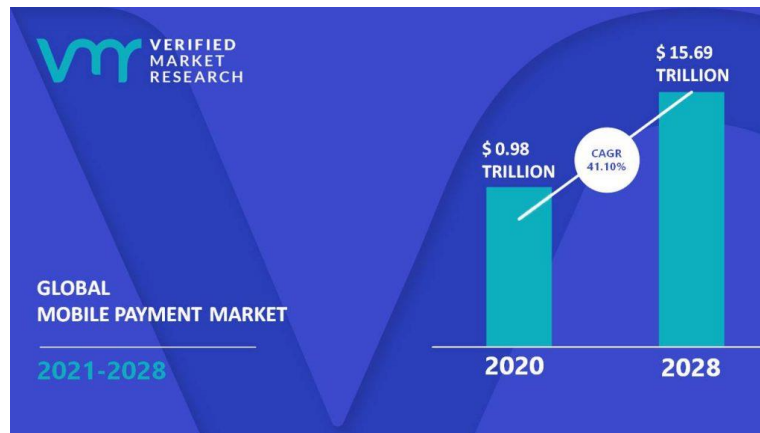 vmr
VERIFIED
MARKET
RESEARCH
$ 15.69
TRILLION
$ 0.98
TRILLION
CAGR
41.10%
GLOBAL
MOBILE PAYMENT MARKET
2021-2028
2020
2028